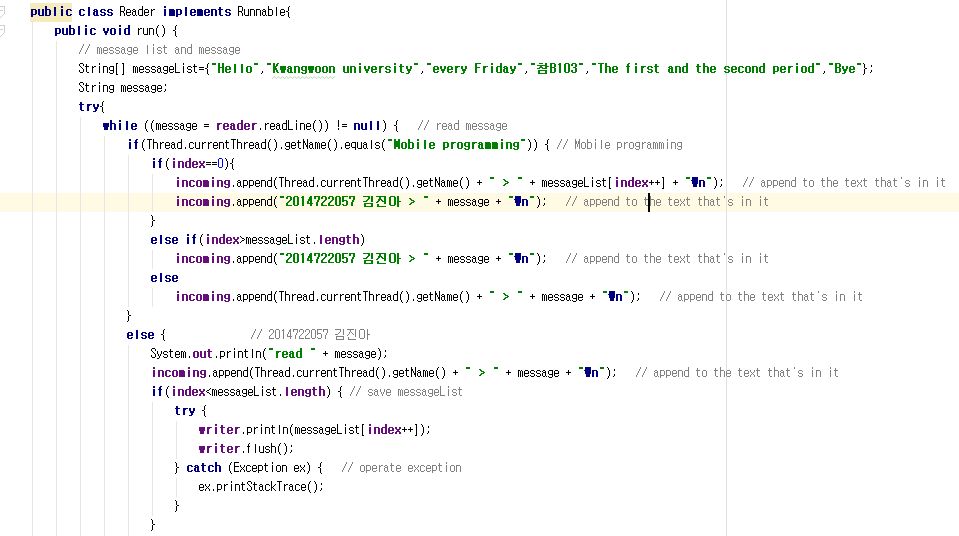 public class Reader implements Runnable{
public void run() {
// message list and message
String[] messageList={"Hello","Kwangwoon university","every Friday","참B103","The first and the second period","Bye"};
String message;
try{
while ((message = reader.readLine()) != null) {   // read message
if(Thread.currentThread().getName().equals("Mobile programming")) { // Mobile programming
if(index==0){
incoming.append(Thread.currentThread().getName() + " > " + messageList[index++] + "₩n");   // append to the text that's in it
incoming.append("2014722057 김진아 > " + message + "₩n");   // append to the text that's in it
}
else if(index>messageList.length)
incoming.append("2014722057 김진아 > " + message + "₩n");   // append to the text that's in it
else
incoming.append(Thread.currentThread().getName() + " > " + message + "₩n");   // append to the text that's in it
}
else {              // 2014722057 김진아
System.out.println("read " + message);
incoming.append(Thread.currentThread().getName() + " > " + message + "₩n");   // append to the text that's in it
if(index<messageList.length) { // save messageList
try {
writer.println(messageList[index++]);
writer.flush();
} catch (Exception ex) {   // operate exception
ex.printStackTrace();
}
}